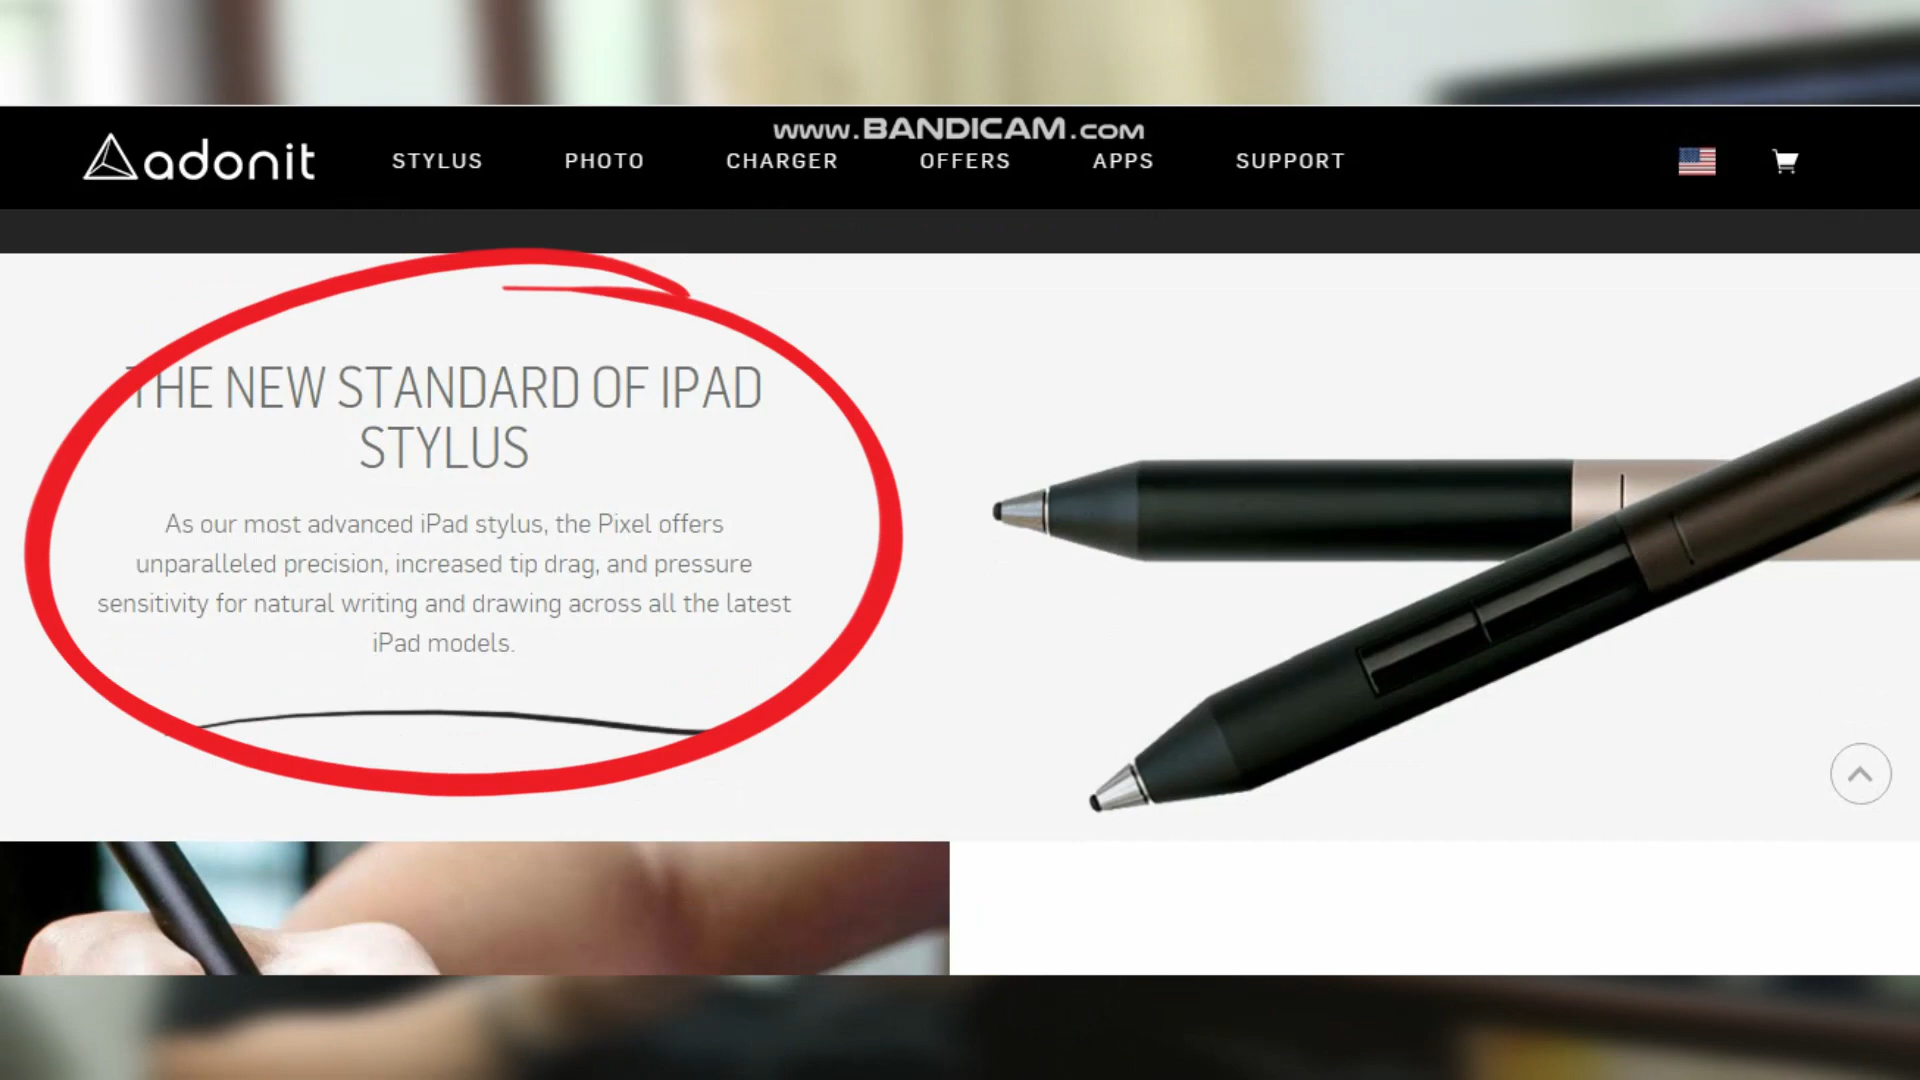 www.BANDICAM.com
adonit STYLUS PHOTO CHARGER OFFERS APPS SUPPORT
THE NEW STANDARD OF IPAD
STYLUS
As our most advanced iPad stylus, the Pixel offers
unparalleled precision, increased tip drag, and pressure
sensitivity for natural writing and drawing across all the latest
iPad models.